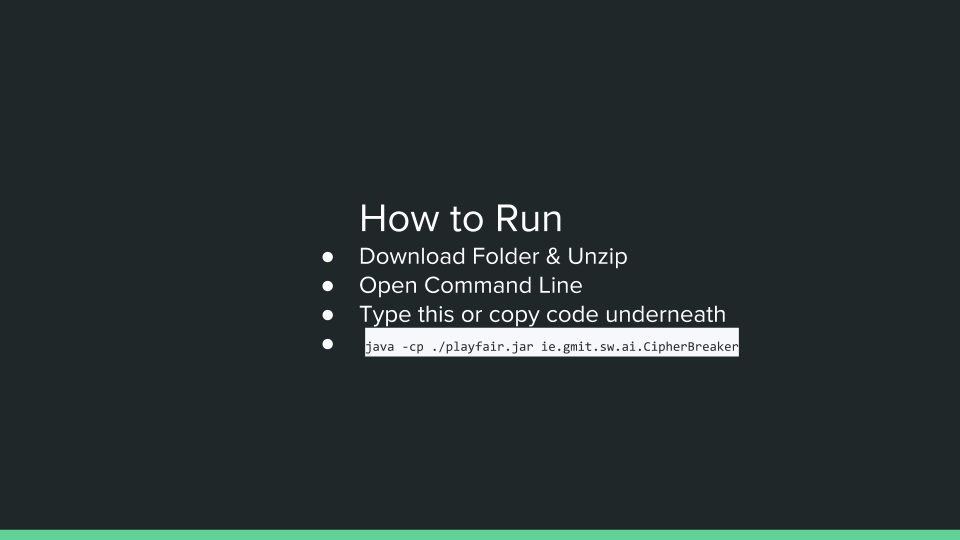 How to Run
● Download Folder & Unzip
● Open Command Line
● Type this or copy code underneath
● java -cp ./playfair.jar ie.gmit.sw.ai.CipherBreaker